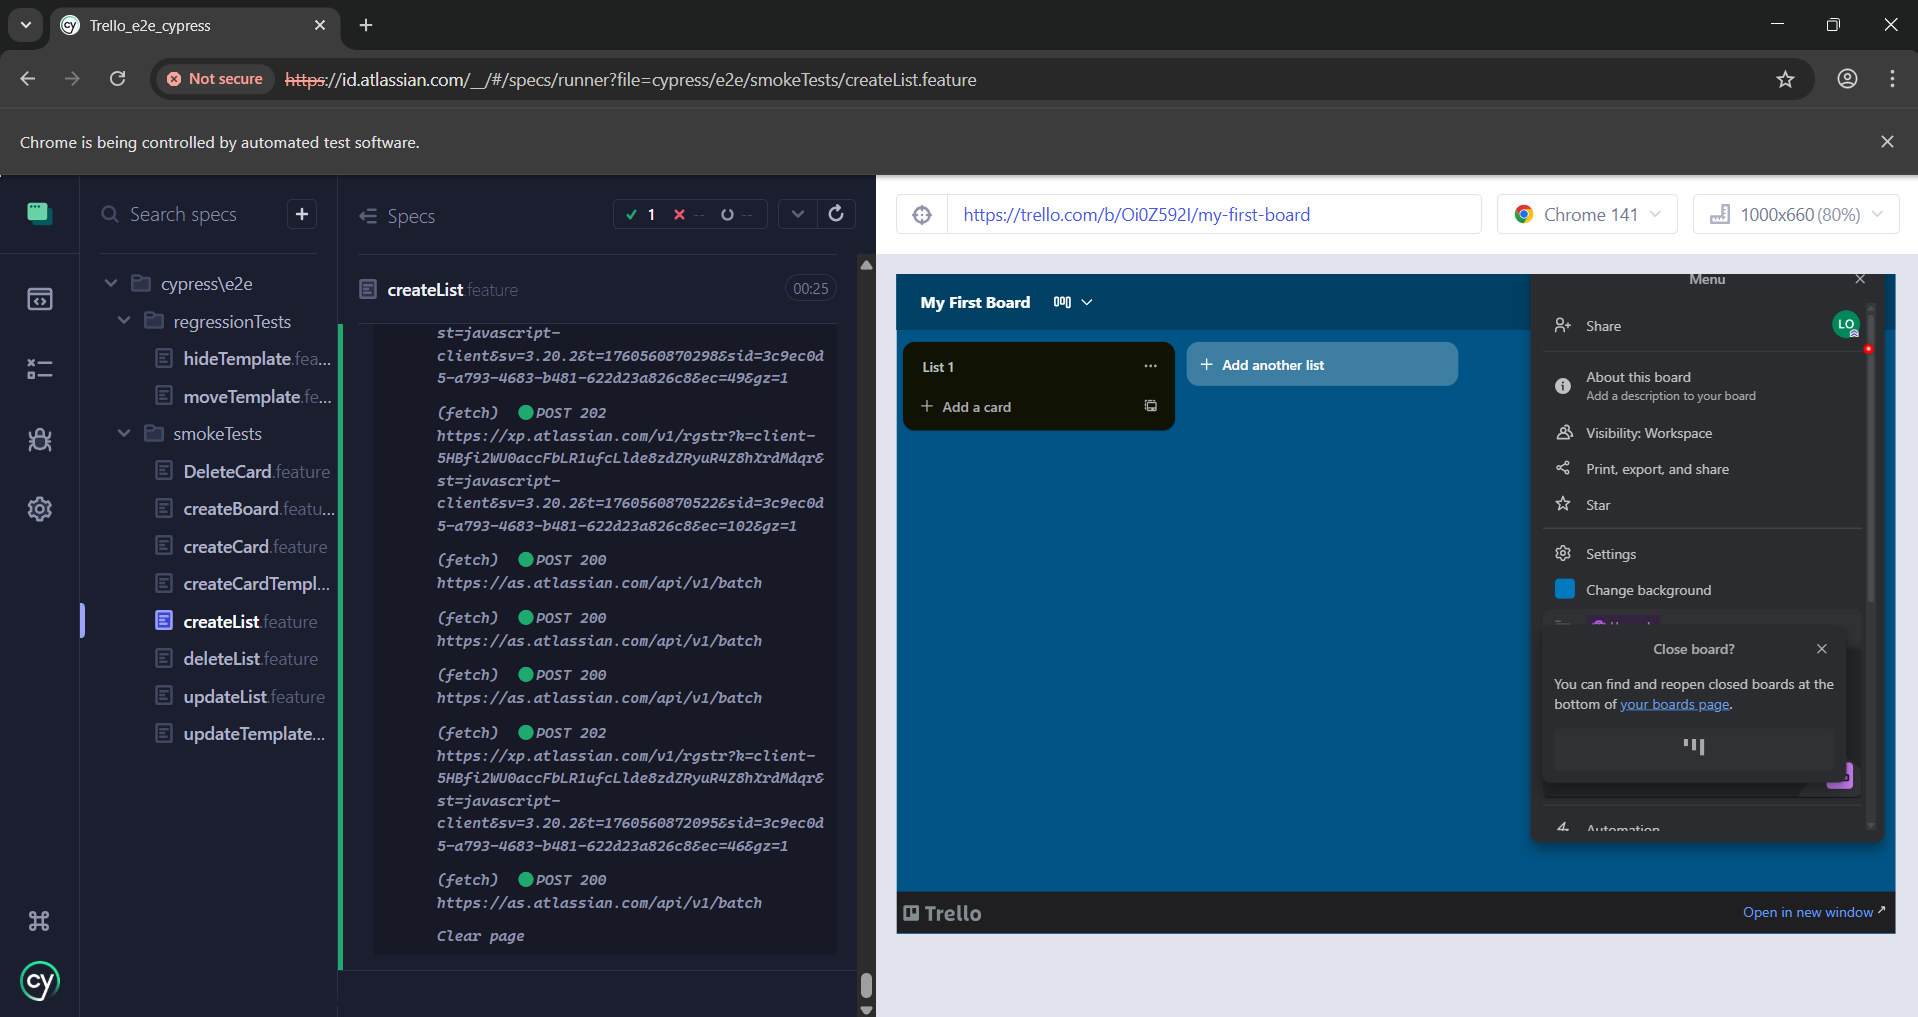 Trello_e2e_cypress
Not secure
https://id.atlassian.com/__/#/specs/runner?file=cypress/e2e/smokeTests/createList.feature
Chrome is being controlled by automated test software.
Search specs
+
cypress\e2e
regressionTests
hideTemplate.fea...
moveTemplate.fe...
smokeTests
DeleteCard.feature
createBoard.featu...
createCard.feature
createCardTempl...
createList.feature
deleteList.feature
updateList.feature
updateTemplate...
cy
Specs
1 -- --
createList.feature
00:25
st=javascript-
client&sv=3.20.2&t=1760560870298&sid=3c9ec0d
5-a793-4683-b481-622d23a826c8&ec=49&gz=1
(fetch) POST 202
https://xp.atlassian.com/v1/rgstr?k=client-
5HBfi2WU0accFbLR1ufcLlde8zdZRyuR4Z8hXrdMdqr&
st=javascript-
client&sv=3.20.2&t=1760560870522&sid=3c9ec0d
5-a793-4683-b481-622d23a826c8&ec=102&gz=1
(fetch) POST 200
https://as.atlassian.com/api/v1/batch
(fetch) POST 200
https://as.atlassian.com/api/v1/batch
(fetch) POST 200
https://as.atlassian.com/api/v1/batch
(fetch) POST 202
https://xp.atlassian.com/v1/rgstr?k=client-
5HBfi2WU0accFbLR1ufcLlde8zdZRyuR4Z8hXrdMdqr&
st=javascript-
client&sv=3.20.2&t=1760560872095&sid=3c9ec0d
5-a793-4683-b481-622d23a826c8&ec=46&gz=1
(fetch) POST 200
https://as.atlassian.com/api/v1/batch
Clear page
https://trello.com/b/Oi0Z592I/my-first-board
Chrome 141
1000x660 (80%)
My First Board
List 1
+ Add a card
+ Add another list
Menu
Share
LO
About this board
Add a description to your board
Visibility: Workspace
Print, export, and share
Star
Settings
Change background
Close board?
You can find and reopen closed boards at the
bottom of your boards page.
Automation
Trello
Open in new window